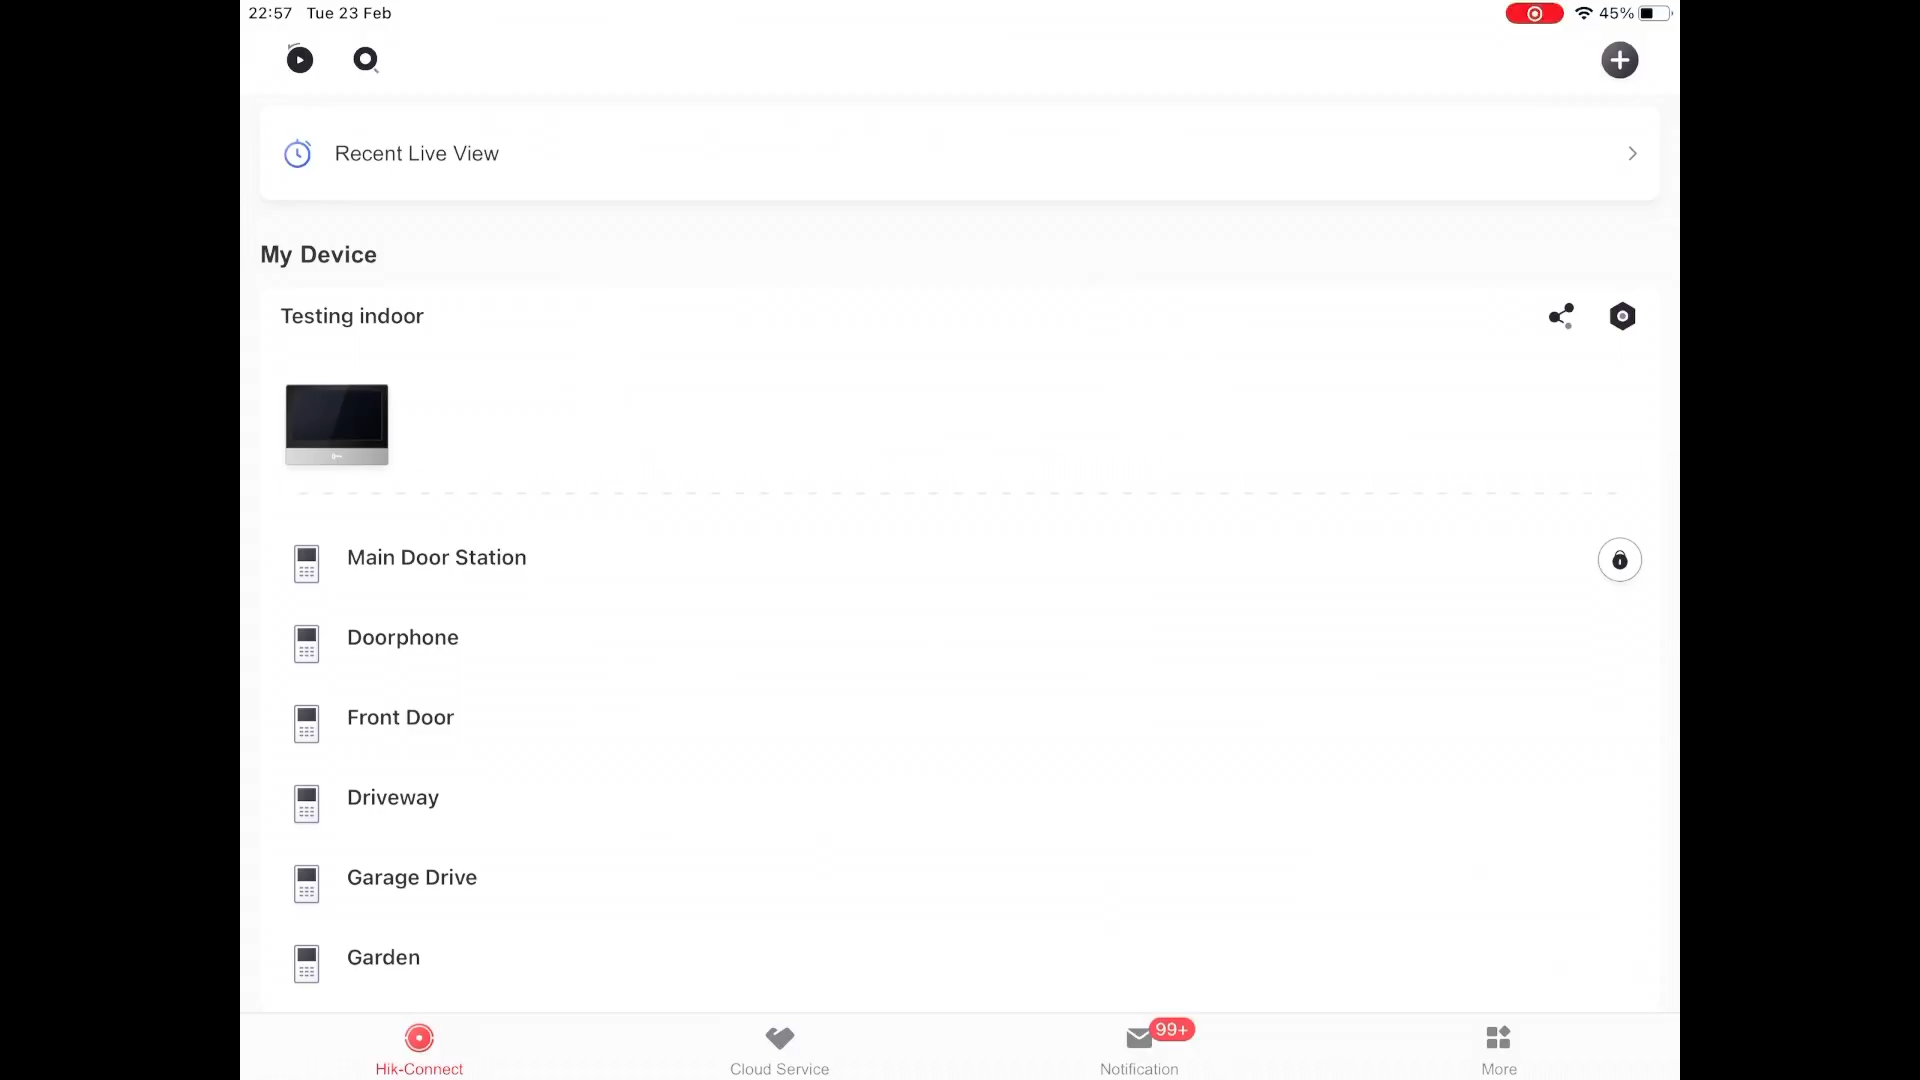 22:57 Tue 23 Feb
45%
Recent Live View
My Device
Testing indoor
Main Door Station
Doorphone
Front Door
Driveway
Garage Drive
Garden
99+
Hik-Connect
Cloud Service
Notification
More